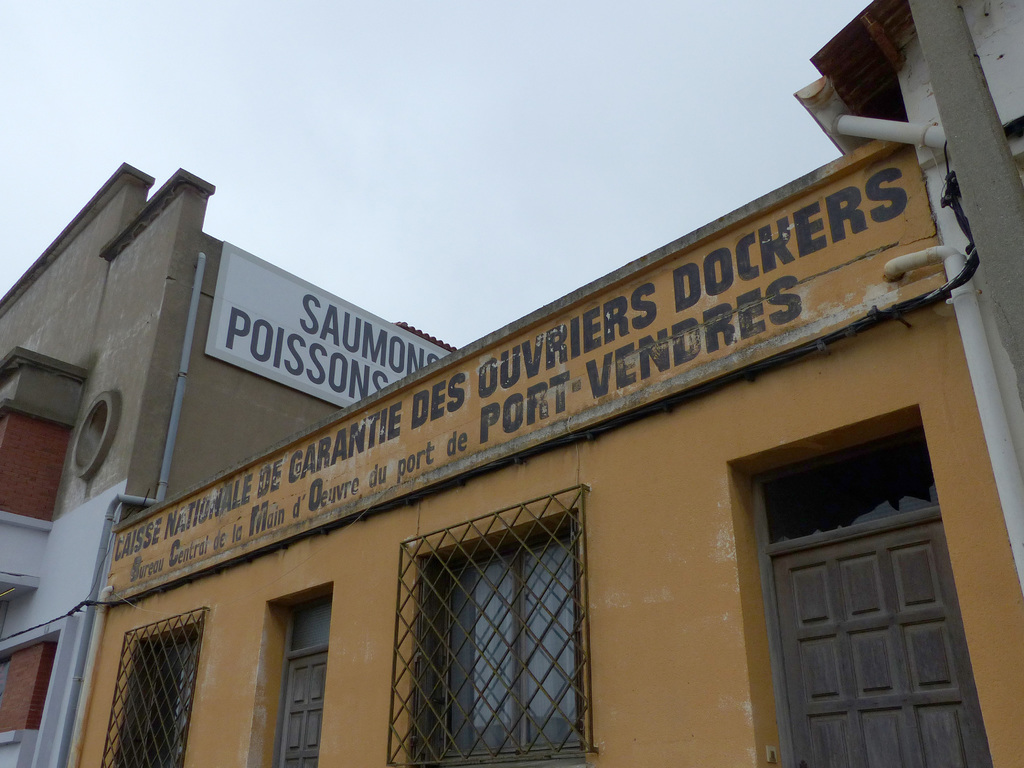 SAUMONS
POISSONS
CAISSE NATIONALE DE GARANTIE DES OUVRIERS DOCKERS
Bureau Central de la Main d'Oeuvre du port de PORT-VENDRES